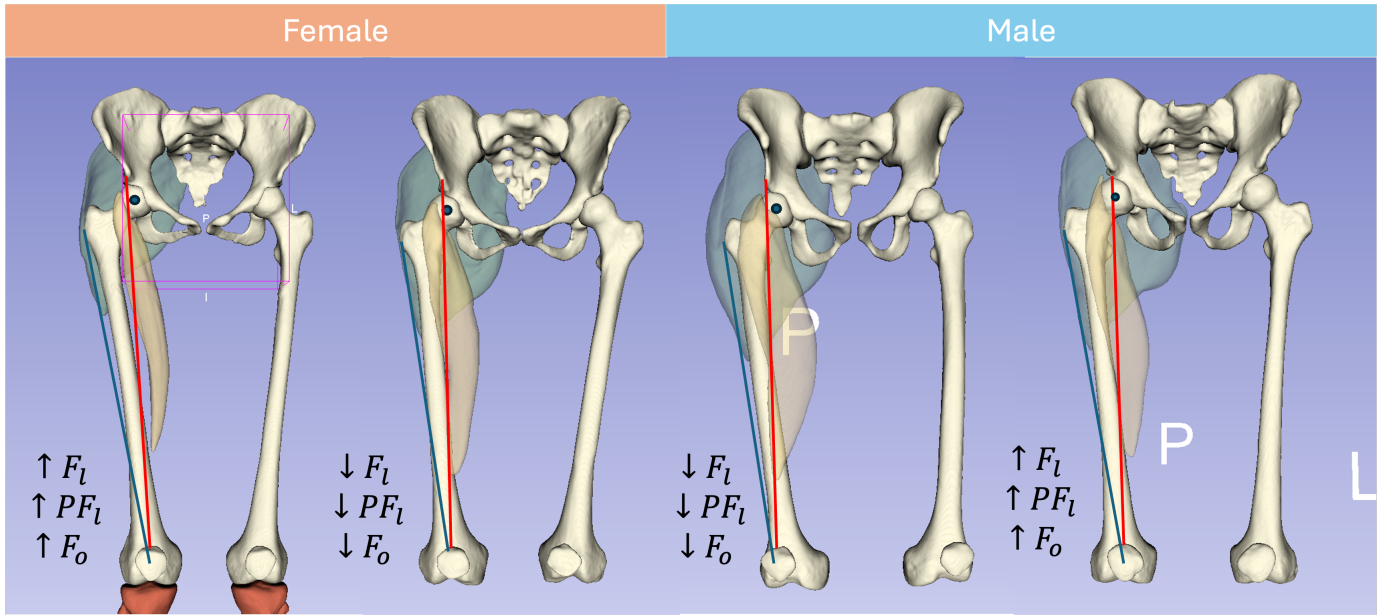 Female
Male
P
L
I
↑ F_l
↑ PF_l
↑ F_o
↓ F_l
↓ PF_l
↓ F_o
P
↓ F_l
↓ PF_l
↓ F_o
P
L
↑ F_l
↑ PF_l
↑ F_o